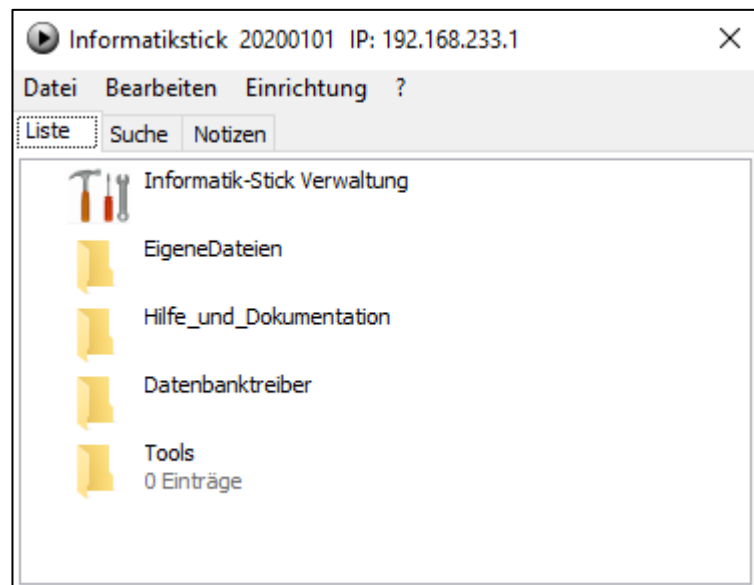 Informatikstick 20200101 IP: 192.168.233.1
Datei Bearbeiten Einrichtung ?
Liste Suche Notizen
Informatik-Stick Verwaltung
EigeneDateien
Hilfe_und_Dokumentation
Datenbanktreiber
Tools
0 Einträge